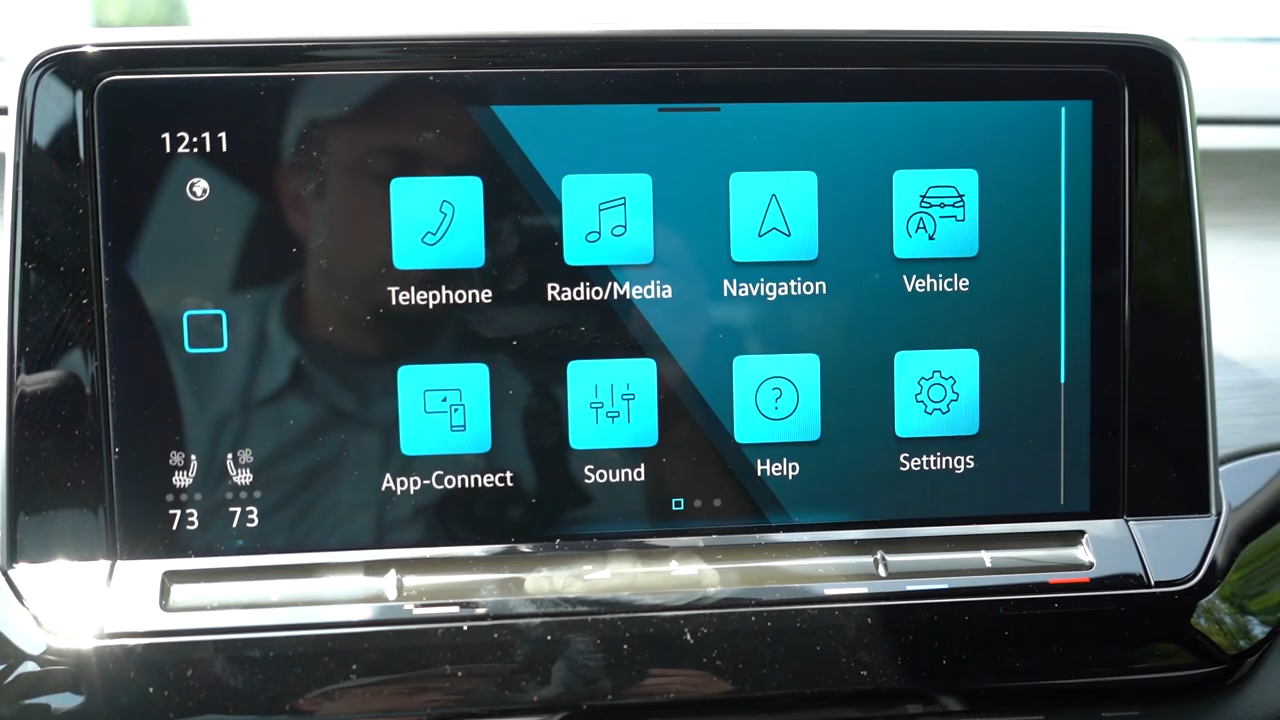 12:11
Telephone
Radio/Media
Navigation
Vehicle
A
App-Connect
Sound
?
Help
Settings
73
73